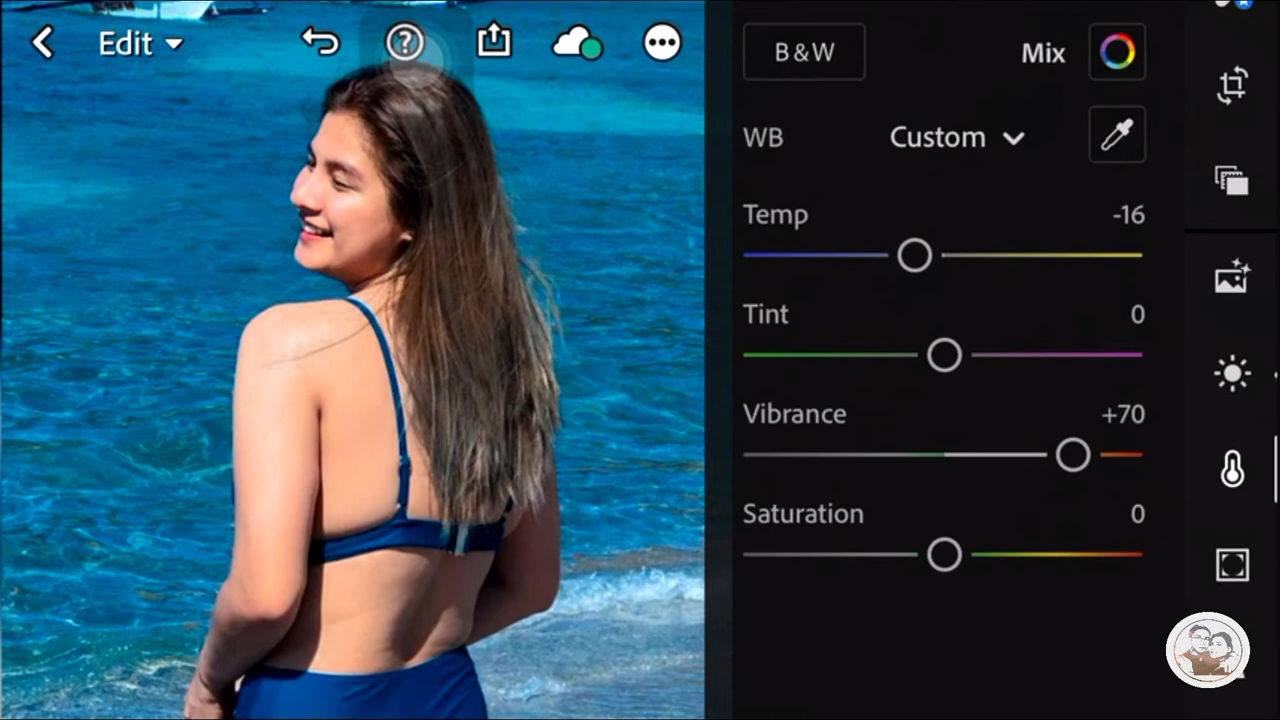 Edit
B&W
Mix
WB
Custom
Temp
-16
Tint
0
Vibrance
+70
Saturation
0